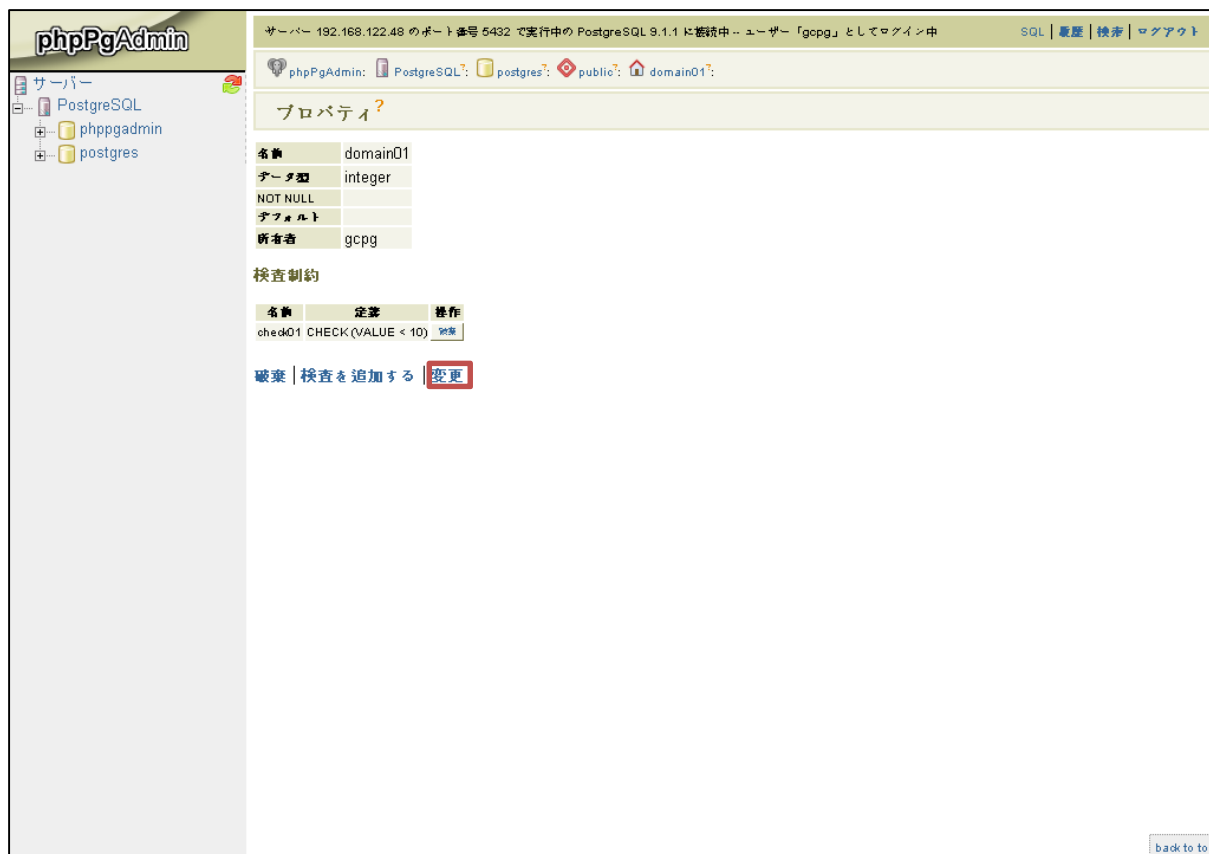 phpPgAdmin
サーバー
PostgreSQL
phppgadmin
postgres
サーバー 192.168.122.48 のポート番号 5432 で実行中の PostgreSQL 9.1.1 に接続中 -- ユーザー 「gcpg」 としてログイン中
SQL | 履歴 | 検索 | ログアウト
phpPgAdmin: PostgreSQL?: postgres?: public?: domain01?:
プロパティ?
名前 domain01
データ型 integer
NOT NULL
デフォルト
所有者 gcpg
検査制約
名前 定義 操作
check01 CHECK (VALUE < 10) 破棄
破棄 | 検査を追加する | 変更
back to to